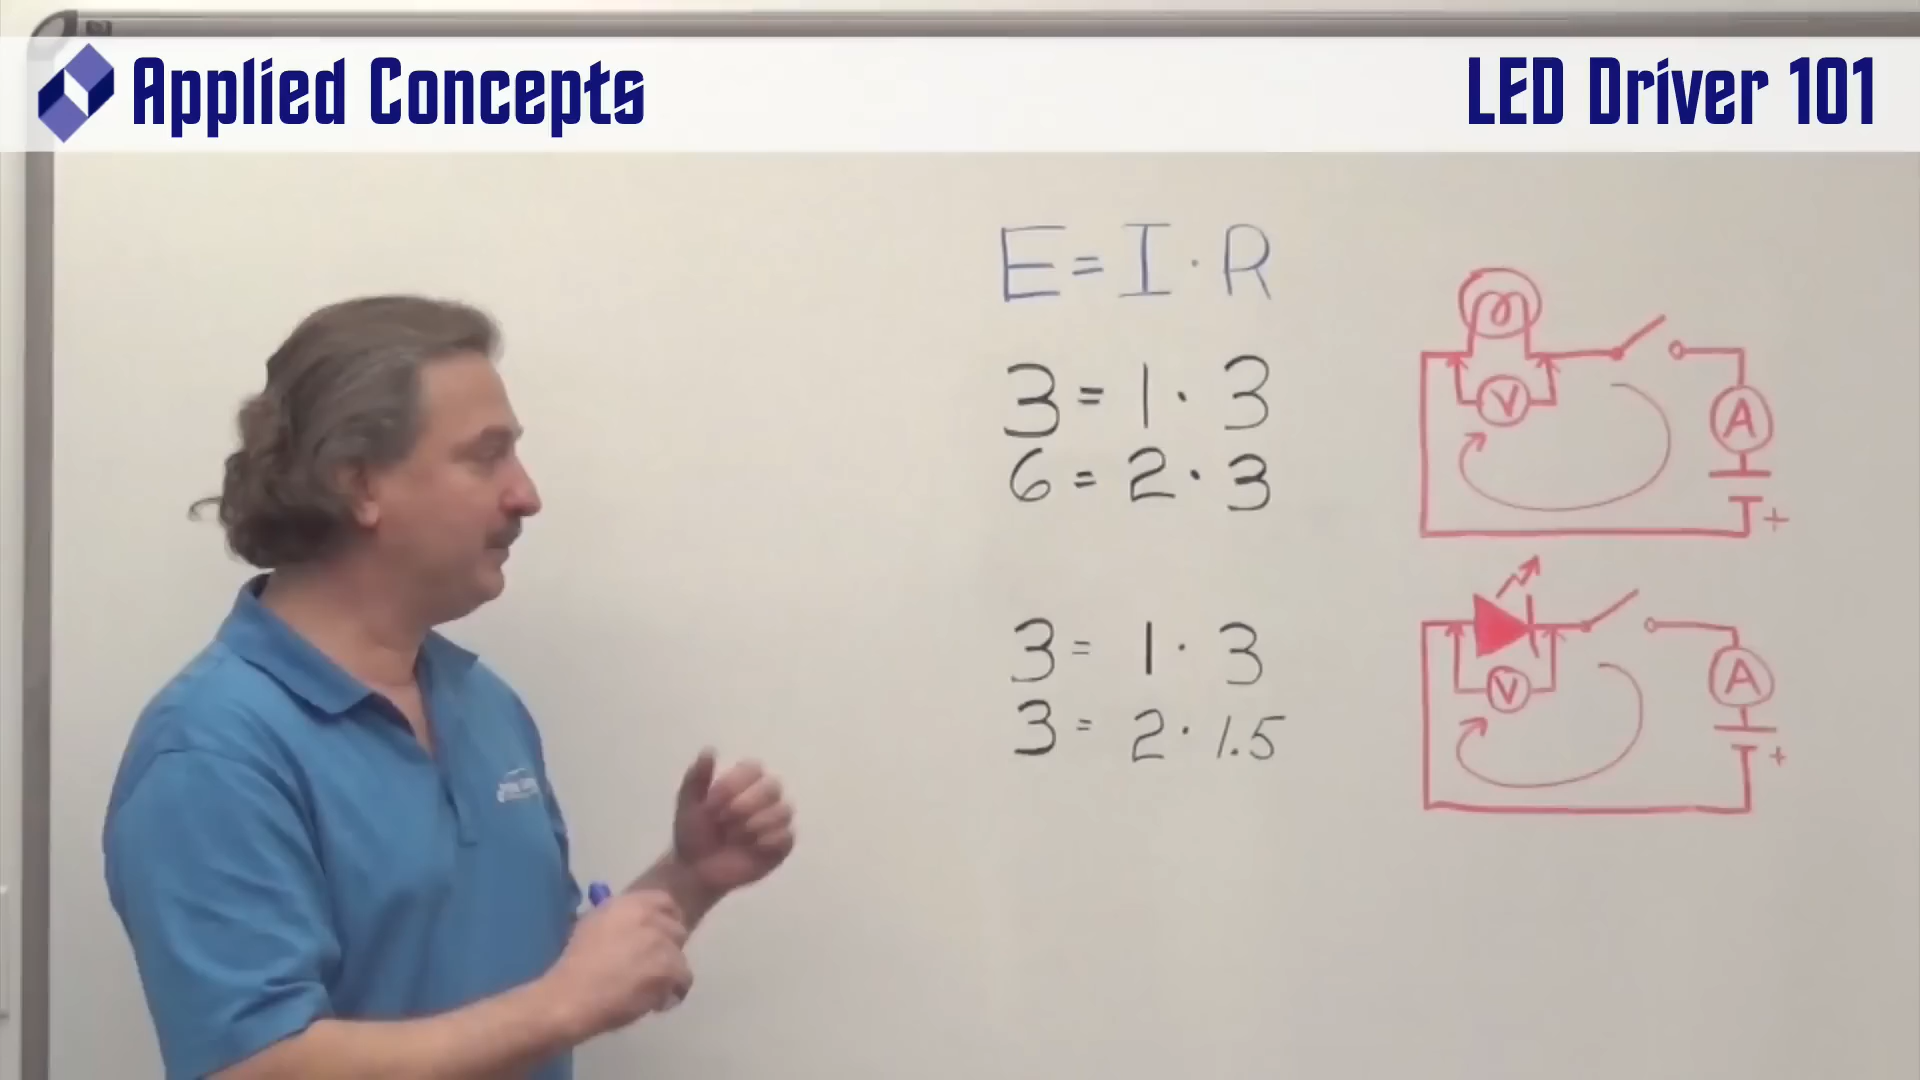 Applied Concepts
LED Driver 101
E = I · R
3 = 1 · 3
6 = 2 · 3
3 = 1 · 3
3 = 2 · 1.5
V
A
+
V
A
+